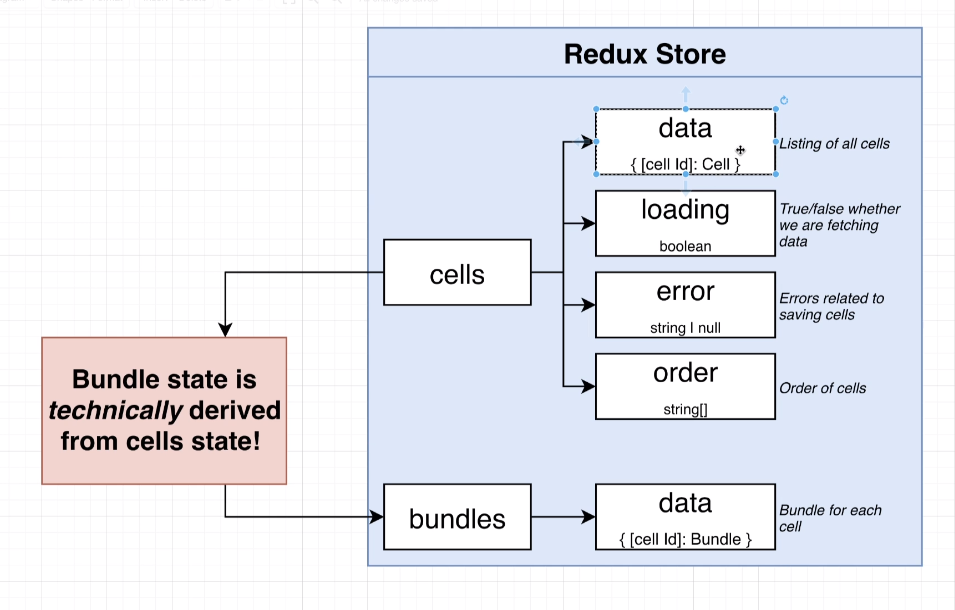 Redux Store
data
{ [cell Id]: Cell }
Listing of all cells
loading
boolean
True/false whether
we are fetching
data
cells
error
string | null
Errors related to
saving cells
order
string[]
Order of cells
Bundle state is
technically derived
from cells state!
bundles
data
{ [cell Id]: Bundle }
Bundle for each
cell